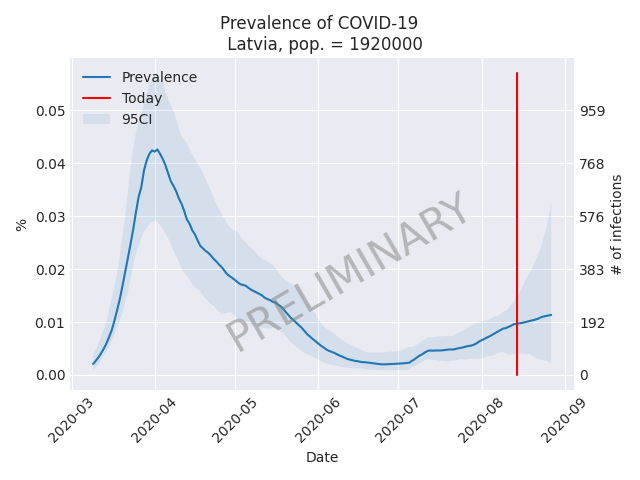 Prevalence of COVID-19
Latvia, pop. = 1920000
Prevalence
Today
95CI
PRELIMINARY
%
0.05
0.04
0.03
0.02
0.01
0.00
959
768
576
383
192
0
# of infections
2020-03
2020-04
2020-05
2020-06
2020-07
2020-08
2020-09
Date